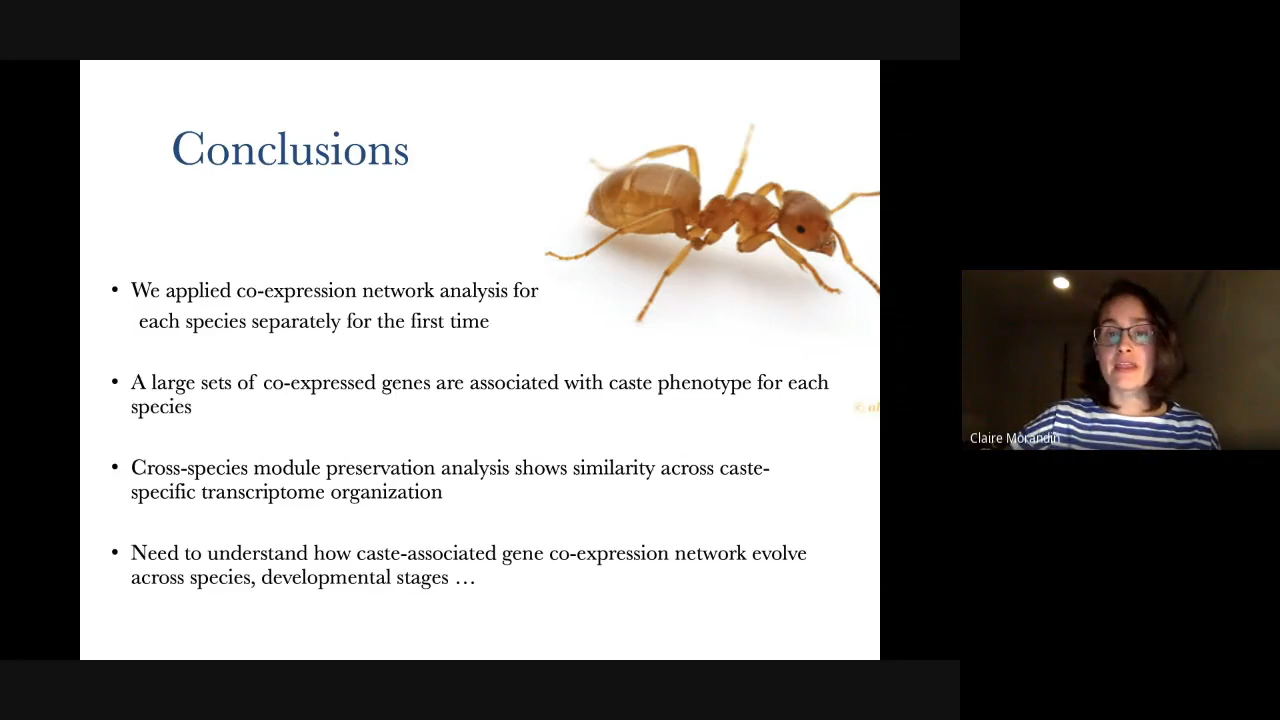 Conclusions
• We applied co-expression network analysis for
each species separately for the first time
• A large sets of co-expressed genes are associated with caste phenotype for each
species
• Cross-species module preservation analysis shows similarity across caste-
specific transcriptome organization
• Need to understand how caste-associated gene co-expression network evolve
across species, developmental stages …
Claire Morandin